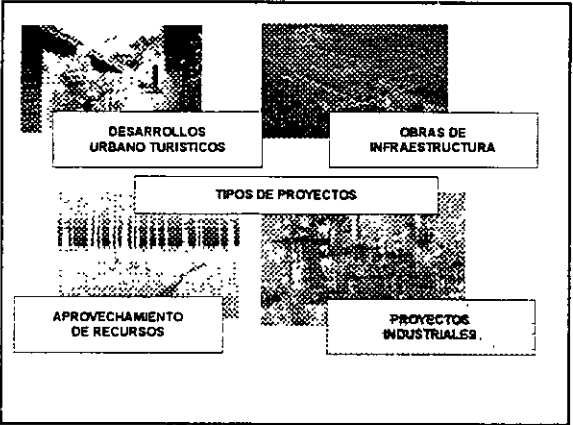 DESARROLLOS
URBANO TURISTICOS
OBRAS DE
INFRAESTRUCTURA
TIPOS DE PROYECTOS
APROVECHAMIENTO
DE RECURSOS
PROYECTOS
INDUSTRIALES